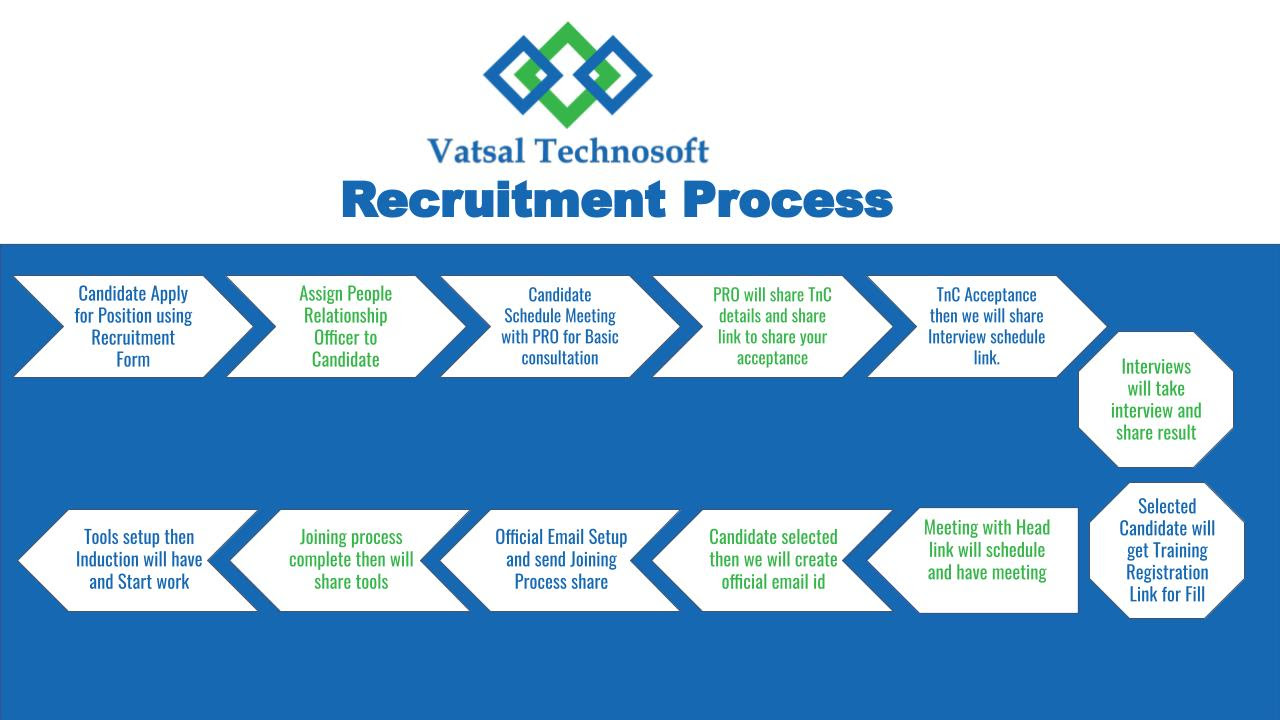 Vatsal Technosoft
Recruitment Process
Candidate Apply
for Position using
Recruitment
Form
Assign People
Relationship
Officer to
Candidate
Candidate
Schedule Meeting
with PRO for Basic
consultation
PRO will share TnC
details and share
link to share your
acceptance
TnC Acceptance
then we will share
Interview schedule
link.
Interviews
will take
interview and
share result
Selected
Candidate will
get Training
Registration
Link for Fill
Meeting with Head
link will schedule
and have meeting
Candidate selected
then we will create
official email id
Official Email Setup
and send Joining
Process share
Joining process
complete then will
share tools
Tools setup then
Induction will have
and Start work